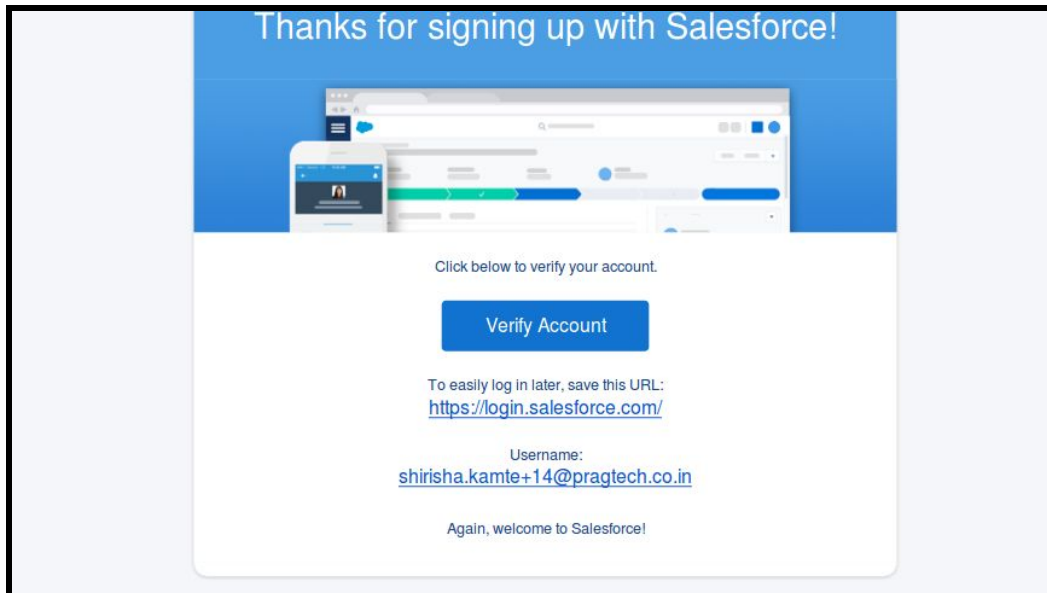 Thanks for signing up with Salesforce!
Click below to verify your account.
Verify Account
To easily log in later, save this URL:
https://login.salesforce.com/
Username:
shirisha.kamte+14@pragtech.co.in
Again, welcome to Salesforce!